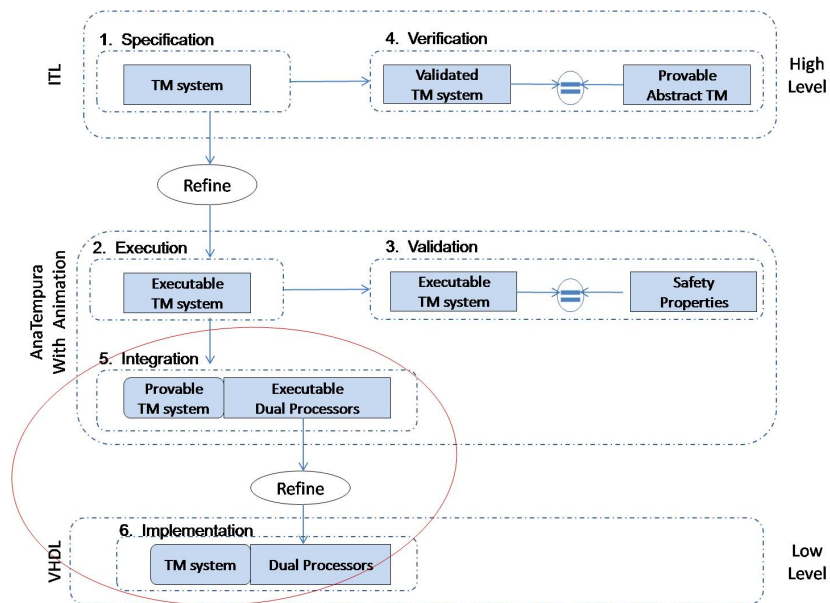 1. Specification
4. Verification
ITL
TM system
Validated
TM system
Provable
Abstract TM
High
Level
Refine
2. Execution
3. Validation
AnaTempura
With Animation
Executable
TM system
Executable
TM system
Safety
Properties
5. Integration
Provable
TM system
Executable
Dual Processors
Refine
6. Implementation
VHDL
TM system
Dual Processors
Low
Level